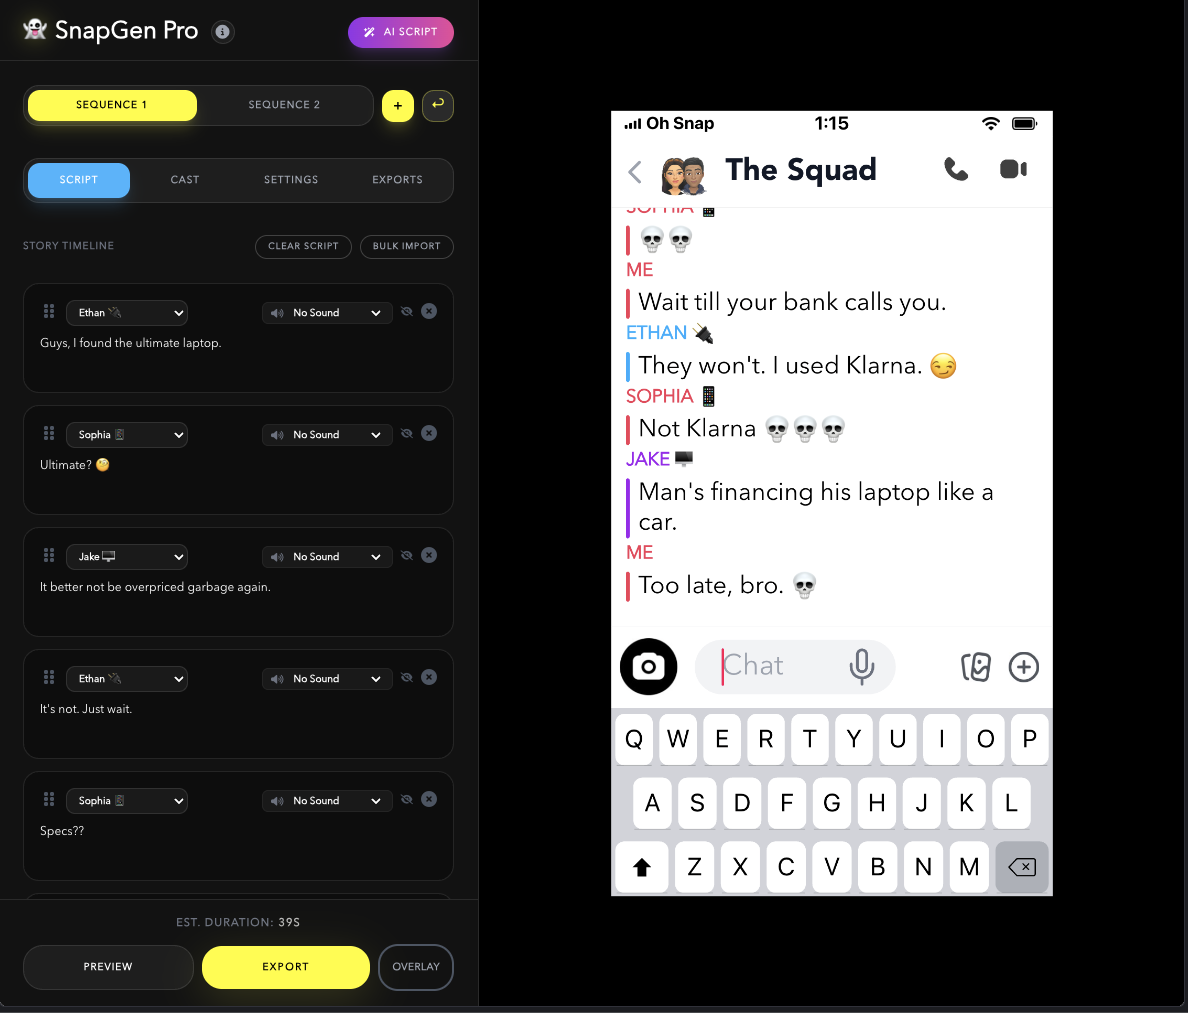 👻 SnapGen Pro
AI SCRIPT
SEQUENCE 1
SEQUENCE 2
+
SCRIPT
CAST
SETTINGS
EXPORTS
STORY TIMELINE
CLEAR SCRIPT
BULK IMPORT
Ethan 🔌
No Sound
Guys, I found the ultimate laptop.
Sophia 📱
No Sound
Ultimate? 🧐
Jake 🖥️
No Sound
It better not be overpriced garbage again.
Ethan 🔌
No Sound
It's not. Just wait.
Sophia 📱
No Sound
Specs??
EST. DURATION: 39S
PREVIEW
EXPORT
OVERLAY
Oh Snap
1:15
The Squad
SOPHIA 📱
💀💀
ME
Wait till your bank calls you.
ETHAN 🔌
They won't. I used Klarna. 😏
SOPHIA 📱
Not Klarna 💀💀💀
JAKE 🖥️
Man's financing his laptop like a
car.
ME
Too late, bro. 💀
Chat
Q W E R T Y U I O P
A S D F G H J K L
Z X C V B N M